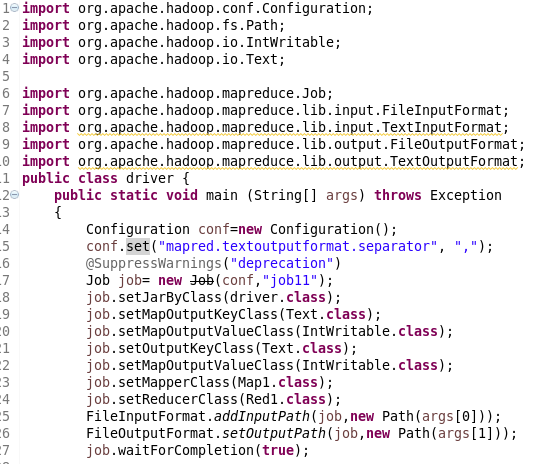 1 import org.apache.hadoop.conf.Configuration;
2 import org.apache.hadoop.fs.Path;
3 import org.apache.hadoop.io.IntWritable;
4 import org.apache.hadoop.io.Text;
5
6 import org.apache.hadoop.mapreduce.Job;
7 import org.apache.hadoop.mapreduce.lib.input.FileInputFormat;
8 import org.apache.hadoop.mapreduce.lib.input.TextInputFormat;
9 import org.apache.hadoop.mapreduce.lib.output.FileOutputFormat;
10 import org.apache.hadoop.mapreduce.lib.output.TextOutputFormat;
11 public class driver {
12 public static void main (String[] args) throws Exception
13 {
14 Configuration conf=new Configuration();
15 conf.set("mapred.textoutputformat.separator", ",");
16 @SuppressWarnings("deprecation")
17 Job job= new Job(conf,"job11");
18 job.setJarByClass(driver.class);
19 job.setMapOutputKeyClass(Text.class);
20 job.setMapOutputValueClass(IntWritable.class);
21 job.setOutputKeyClass(Text.class);
22 job.setMapOutputValueClass(IntWritable.class);
23 job.setMapperClass(Map1.class);
24 job.setReducerClass(Red1.class);
25 FileInputFormat.addInputPath(job,new Path(args[0]));
26 FileOutputFormat.setOutputPath(job,new Path(args[1]));
27 job.waitForCompletion(true);